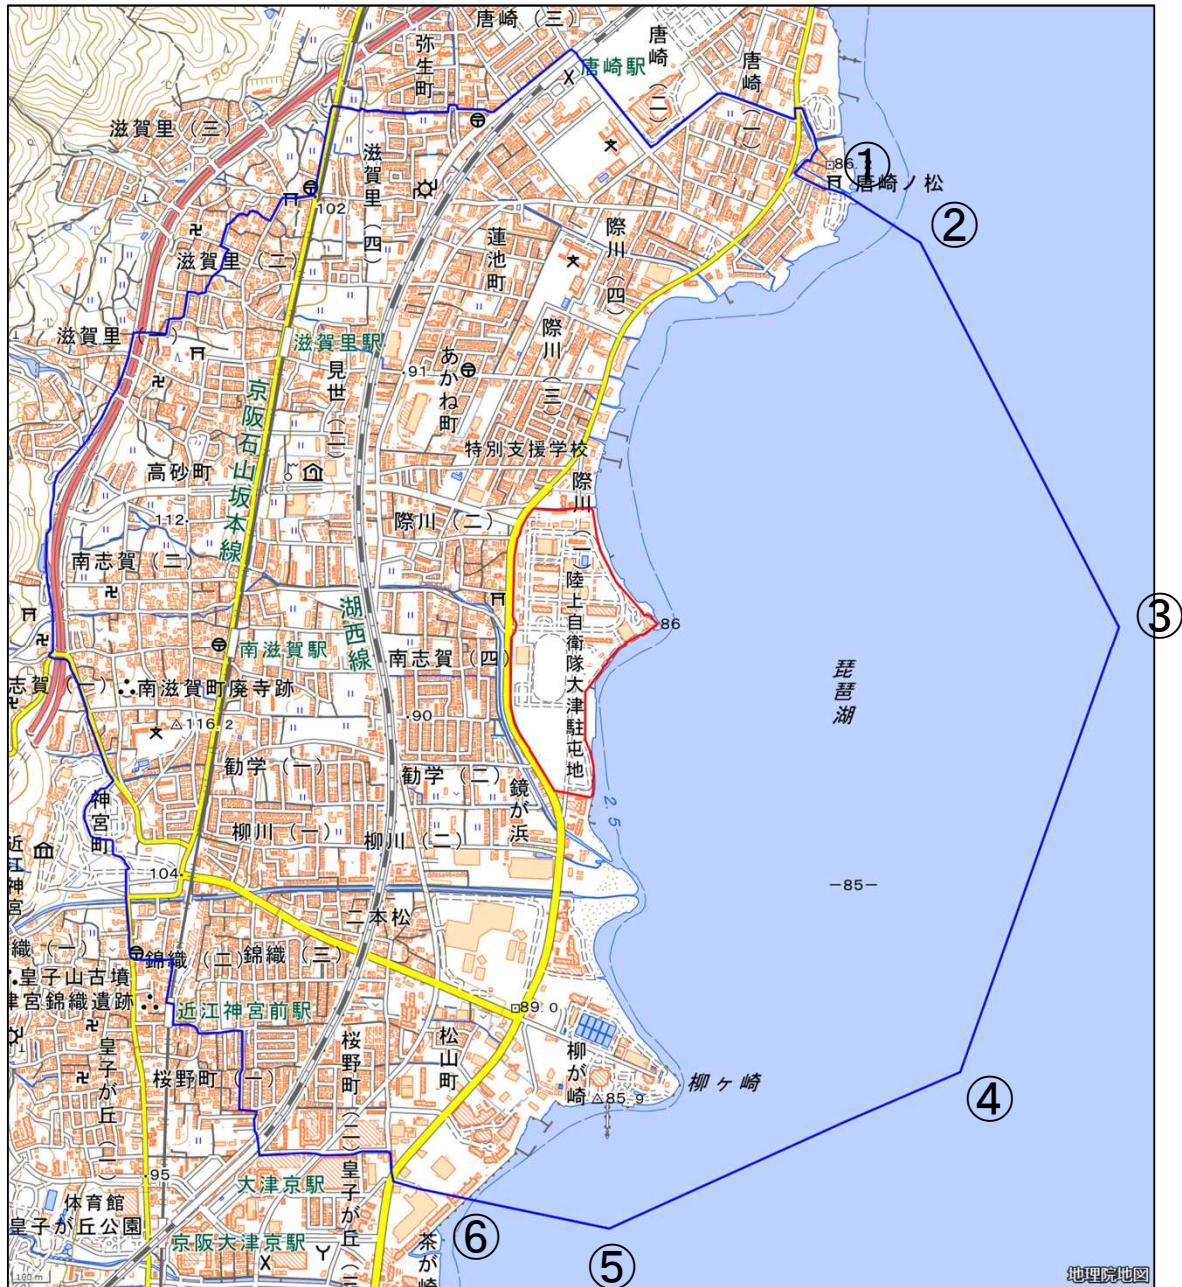 唐崎(三)
弥生町
唐崎駅
唐崎(二)
唐崎(一)
150
滋賀里(三)
滋賀里(四)
102
①
86.
唐崎ノ松
②
滋賀里(二)
蓮池町
際川(四)
滋賀里(一)
滋賀里駅
見世(二)
91
あかね町
際川(三)
京阪石山坂本線
特別支援学校
高砂町
112
際川(二)
際川(一)
南志賀(二)
湖西線
陸上自衛隊大津駐屯地
86
③
南滋賀駅
南志賀(四)
琵琶湖
志賀(一)
南滋賀町廃寺跡
116.2
90
勧学(一)
勧学(二)
鏡が浜
2.5
神宮町
柳川(一)
柳川(二)
近江神宮
104
-85-
二本松
織(一)
錦織(二)
錦織(三)
皇子山古墳
津宮錦織遺跡
近江神宮前駅
89.0
桜野町(一)
桜野町(二)
松山町
柳が崎
柳ヶ崎
85.9
④
皇子が丘(一)
95
大津京駅
皇子が丘(二)
体育館
皇子が丘公園
京阪大津京駅
茶が崎
⑥
⑤
100m
地理院地図